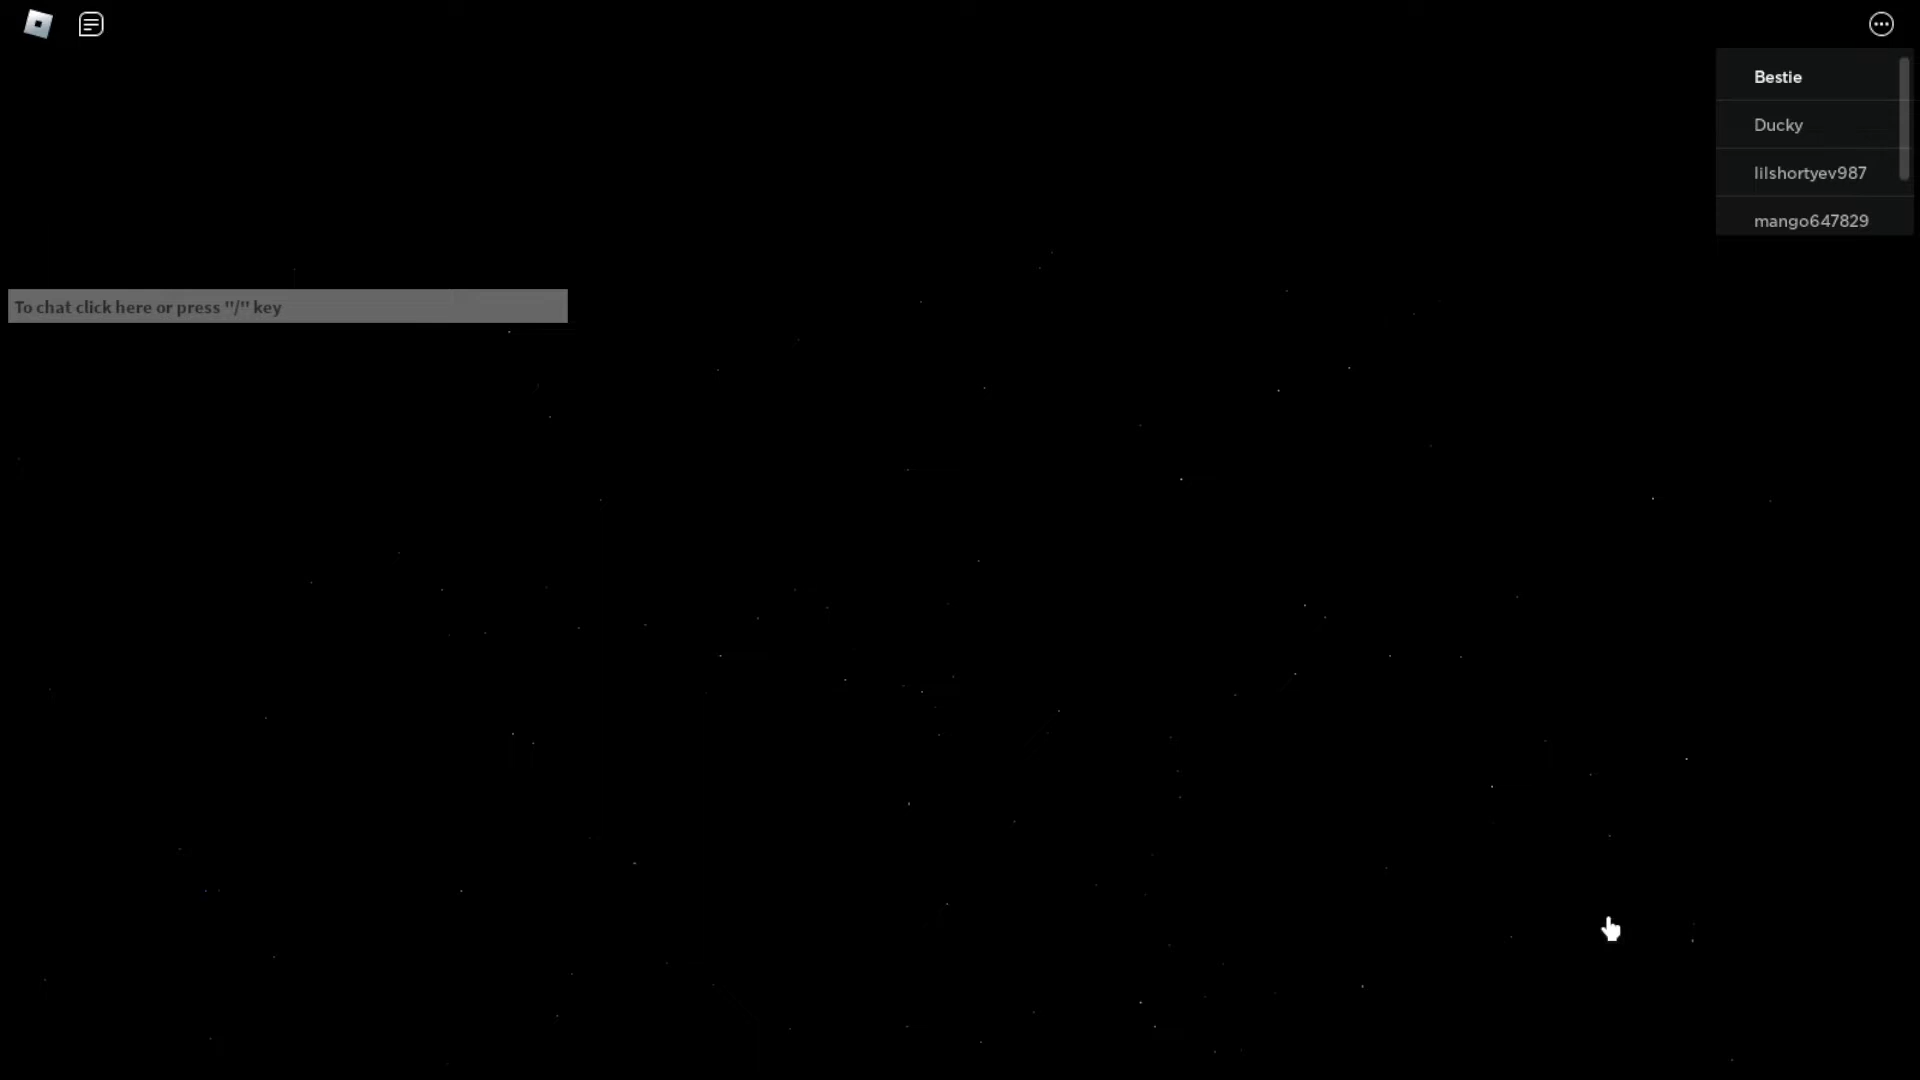 Bestie
Ducky
lilshortyev987
mango647829
To chat click here or press "/" key